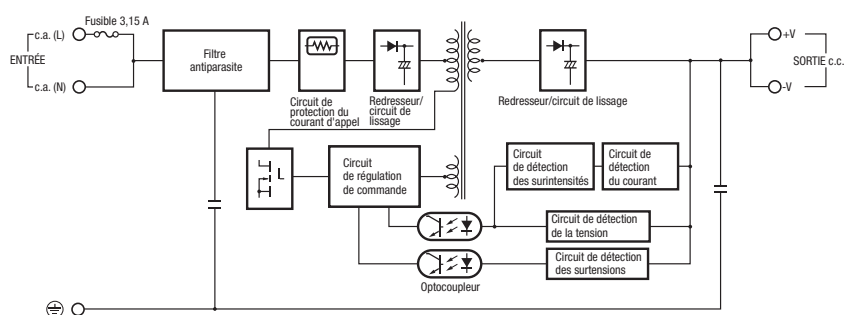 Fusible 3,15 A
c.a. (L)
ENTRÉE
c.a. (N)
Filtre
antiparasite
Circuit de
protection du
courant d'appel
Redresseur/
circuit de
lissage
Redresseur/circuit de lissage
+V
SORTIE c.c.
-V
Circuit
de régulation
de commande
Circuit
de détection
des surintensités
Circuit de
détection
du courant
Circuit de détection
de la tension
Circuit de détection
des surtensions
Optocoupleur